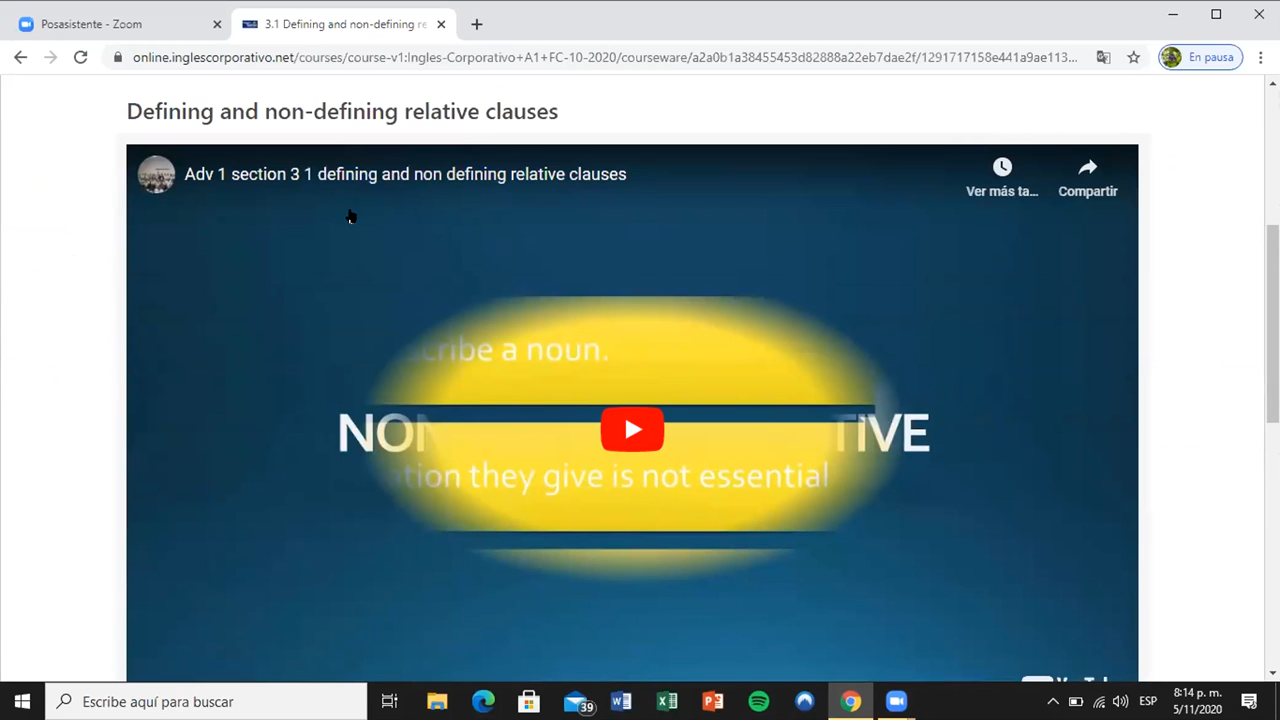 Posasistente - Zoom
3.1 Defining and non-defining re
online.inglescorporativo.net/courses/course-v1:Ingles-Corporativo+A1+FC-10-2020/courseware/a2a0b1a38455453d82888a22eb7dae2f/1291717158e441a9ae113...
En pausa
Defining and non-defining relative clauses
Adv 1 section 3 1 defining and non defining relative clauses
Ver más ta...
Compartir
cribe a noun.
NON TIVE
tion they give is not essential
YouTube
Escribe aquí para buscar
39
ESP
8:14 p. m.
5/11/2020